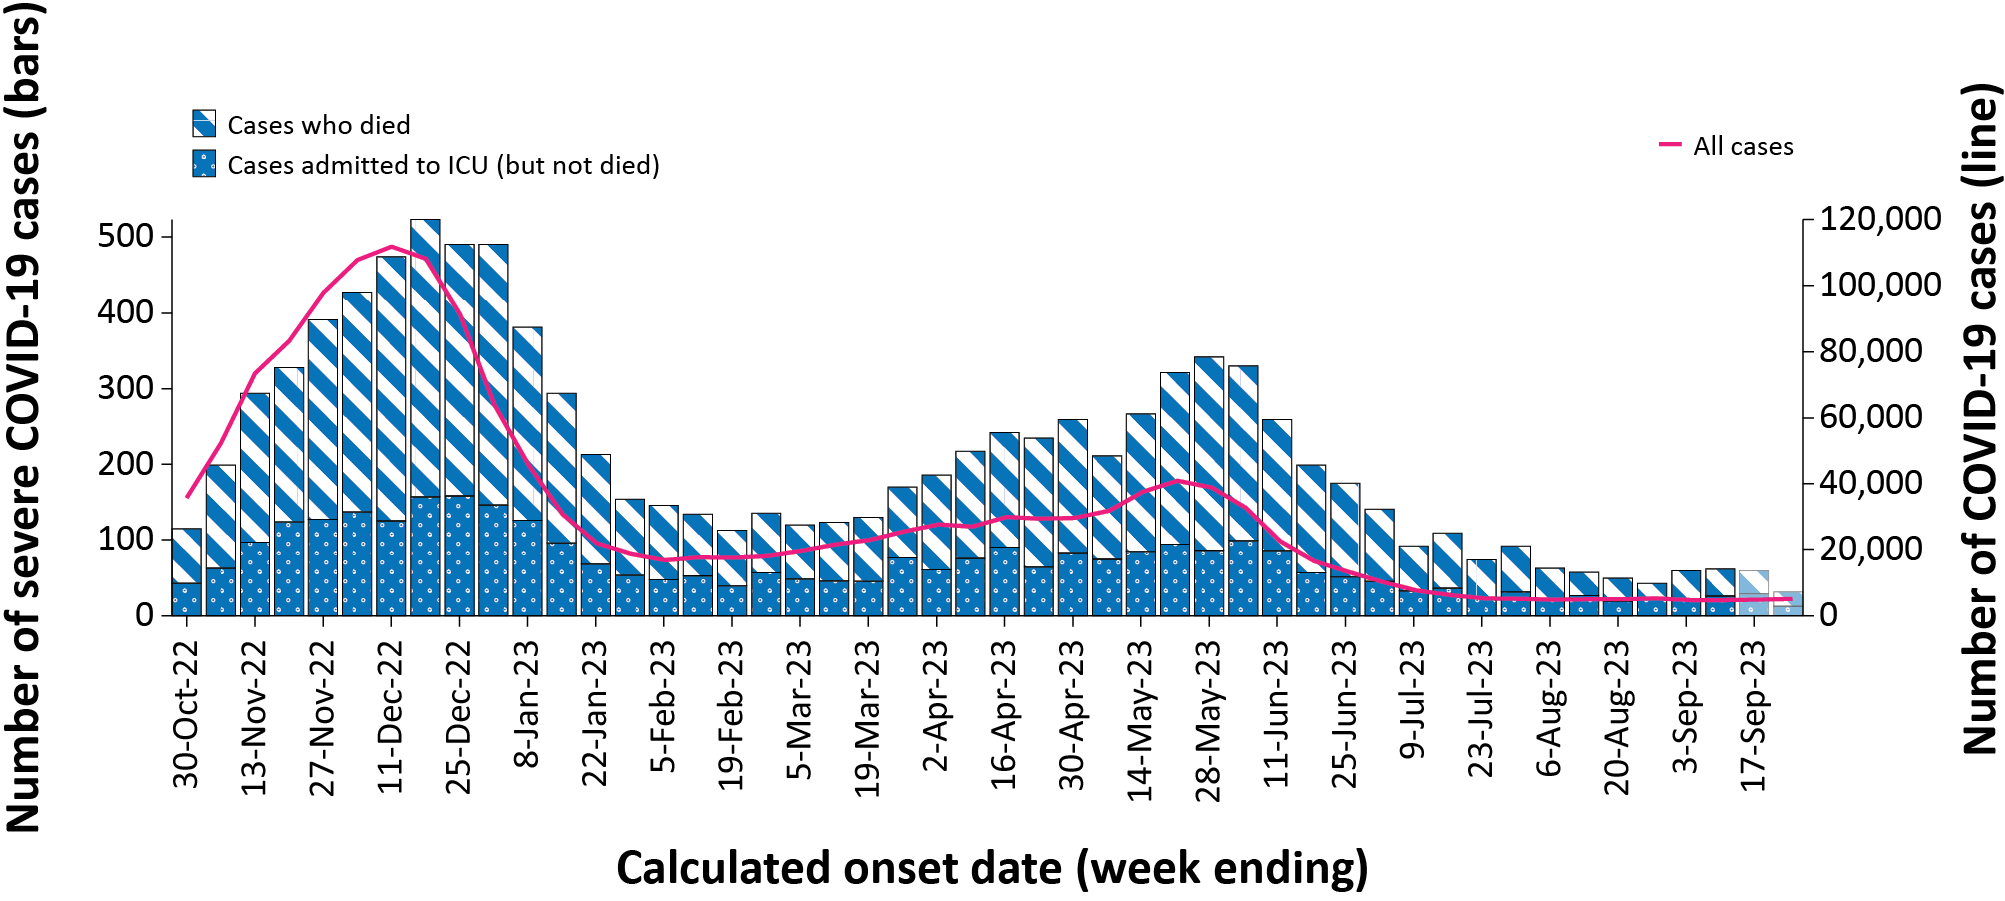 Number of severe COVID-19 cases (bars)
Cases who died
Cases admitted to ICU (but not died)
All cases
Number of COVID-19 cases (line)
500
400
300
200
100
0
120,000
100,000
80,000
60,000
40,000
20,000
0
30-Oct-22
13-Nov-22
27-Nov-22
11-Dec-22
25-Dec-22
8-Jan-23
22-Jan-23
5-Feb-23
19-Feb-23
5-Mar-23
19-Mar-23
2-Apr-23
16-Apr-23
30-Apr-23
14-May-23
28-May-23
11-Jun-23
25-Jun-23
9-Jul-23
23-Jul-23
6-Aug-23
20-Aug-23
3-Sep-23
17-Sep-23
Calculated onset date (week ending)